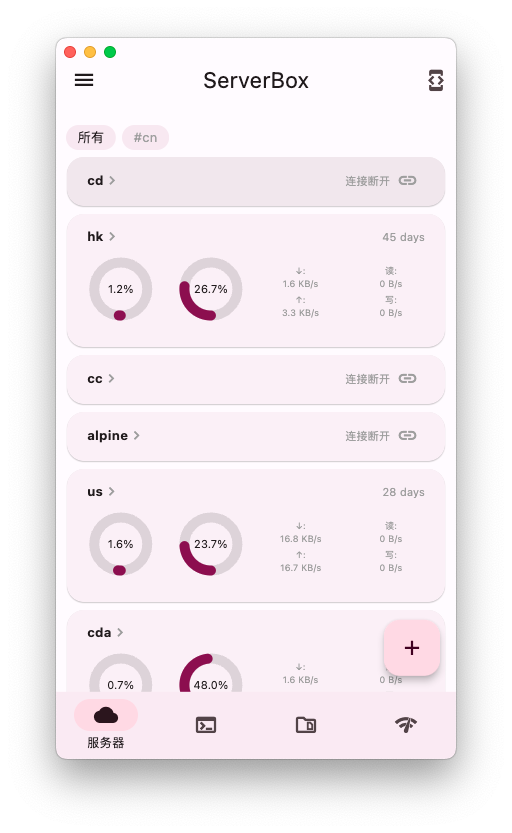 ServerBox
所有 #cn
cd 连接断开
hk 45 days
1.2% 26.7%
↓: 读:
1.6 KB/s 0 B/s
↑: 写:
3.3 KB/s 0 B/s
cc 连接断开
alpine 连接断开
us 28 days
1.6% 23.7%
↓: 读:
16.8 KB/s 0 B/s
↑: 写:
16.7 KB/s 0 B/s
cda
0.7% 48.0%
↓:
1.6 KB/s 0 B/s
服务器